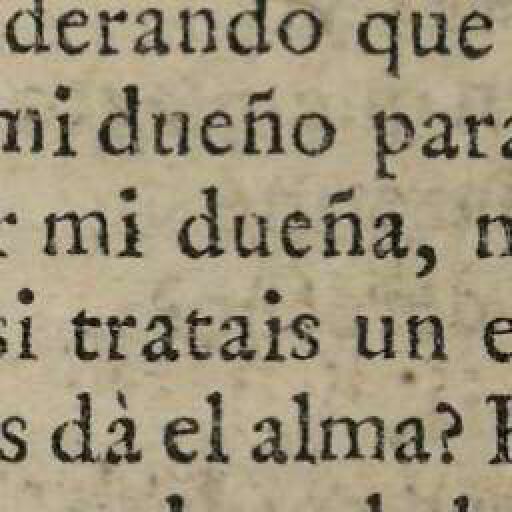 derando que
mi dueño para
r mi dueña, m
si tratais un e
s dà el alma?